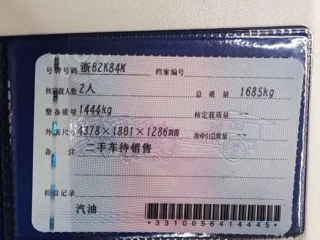 号牌号码 浙B2K84M 档案编号
核定载人数 2人 总质量 1685kg
整备质量 1444kg 核定载质量 --
外廓尺寸 4378×1801×1286mm 准牵引总质量 --
备注 二手车待销售
检验记录
汽油
*3310056414445*